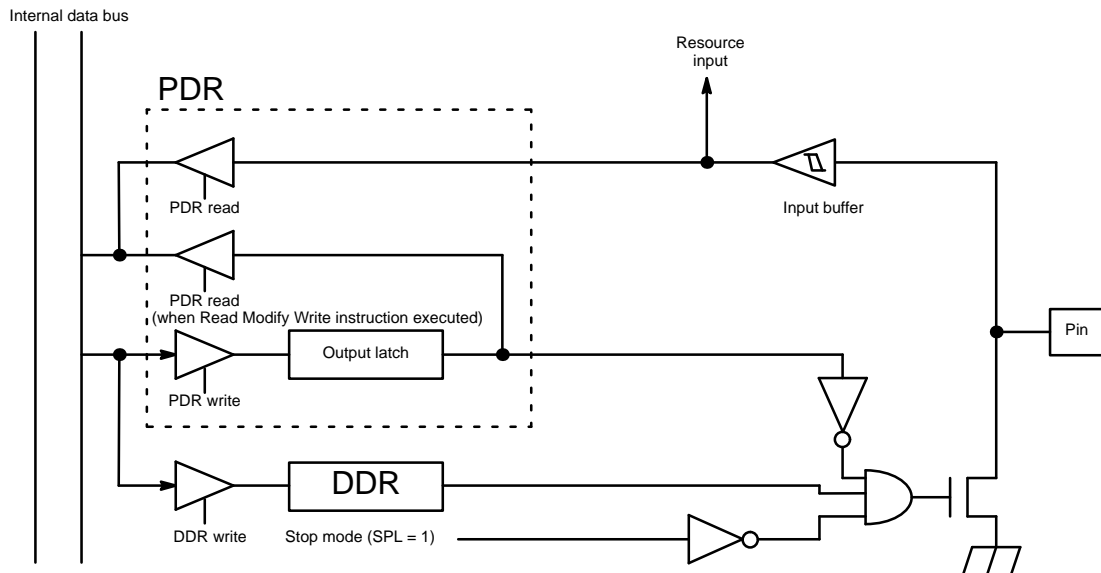 Internal data bus
Resource
input
PDR
PDR read
Input buffer
PDR read
(when Read Modify Write instruction executed)
Output latch
Pin
PDR write
DDR
DDR write
Stop mode (SPL = 1)